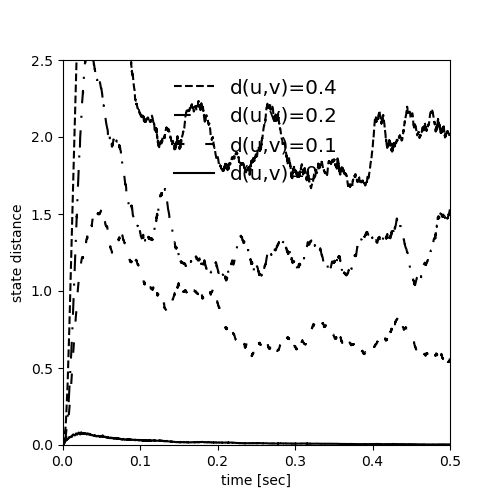 2.5
2.0
1.5
1.0
0.5
0.0
state distance
d(u,v)=0.4
d(u,v)=0.2
d(u,v)=0.1
d(u,v)=0
0.0 0.1 0.2 0.3 0.4 0.5
time [sec]